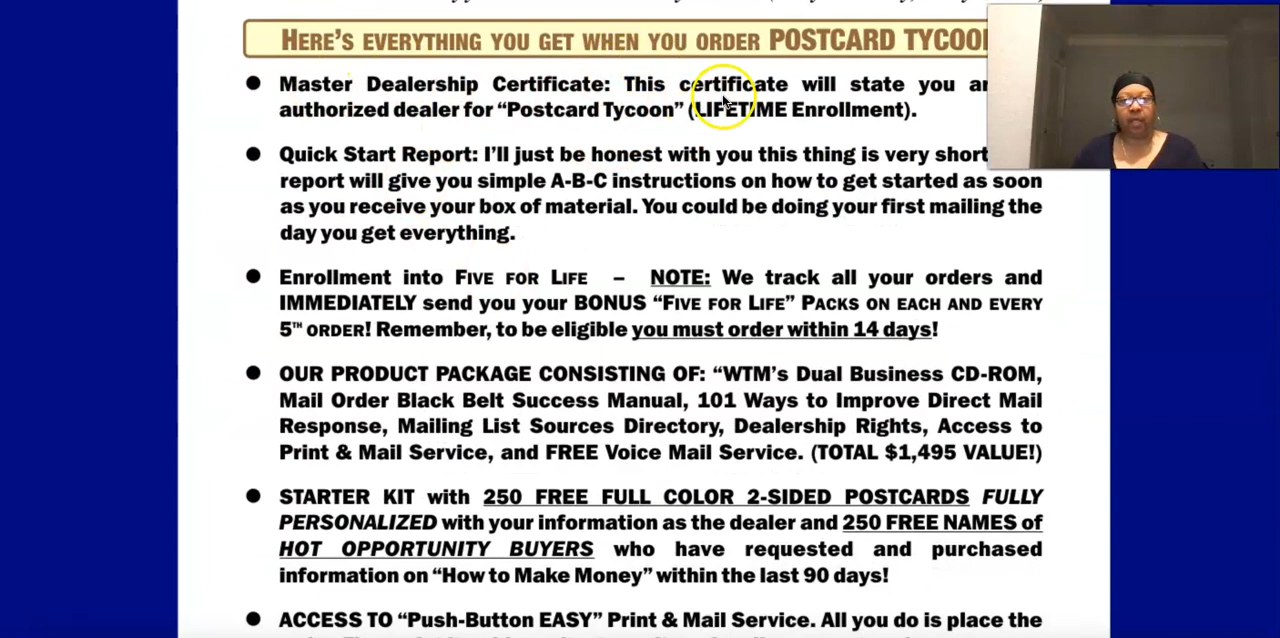 HERE'S EVERYTHING YOU GET WHEN YOU ORDER POSTCARD
● Master Dealership Certificate: This certificate will state you
authorized dealer for “Postcard Tycoon” (LIFETIME Enrollment).
● Quick Start Report: I’ll just be honest with you this thing is very short
report will give you simple A-B-C instructions on how to get started as soon
as you receive your box of material. You could be doing your first mailing the
day you get everything.
● Enrollment into FIVE FOR LIFE – NOTE: We track all your orders and
IMMEDIATELY send you your BONUS “FIVE FOR LIFE” PACKS ON EACH AND EVERY
5TH ORDER! Remember, to be eligible you must order within 14 days!
● OUR PRODUCT PACKAGE CONSISTING OF: “WTM’s Dual Business CD-ROM,
Mail Order Black Belt Success Manual, 101 Ways to Improve Direct Mail
Response, Mailing List Sources Directory, Dealership Rights, Access to
Print & Mail Service, and FREE Voice Mail Service. (TOTAL $1,495 VALUE!)
● STARTER KIT with 250 FREE FULL COLOR 2-SIDED POSTCARDS FULLY
PERSONALIZED with your information as the dealer and 250 FREE NAMES of
HOT OPPORTUNITY BUYERS who have requested and purchased
information on “How to Make Money” within the last 90 days!
● ACCESS TO “Push-Button EASY” Print & Mail Service. All you do is place the